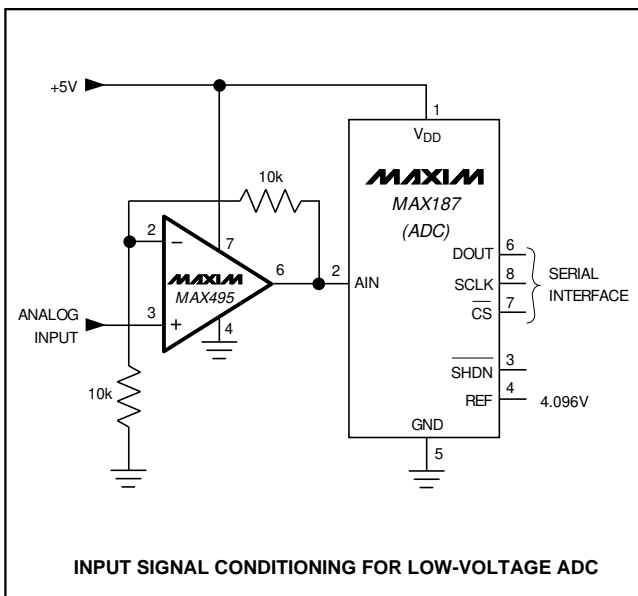 +5V
1
VDD
MAXIM
MAX187
(ADC)
10k
2
−
7
MAXIM
MAX495
6
2
AIN
ANALOG
INPUT
3
+
4
10k
DOUT
6
SCLK
8
CS
7
SERIAL
INTERFACE
SHDN
3
REF
4
4.096V
GND
5
INPUT SIGNAL CONDITIONING FOR LOW-VOLTAGE ADC